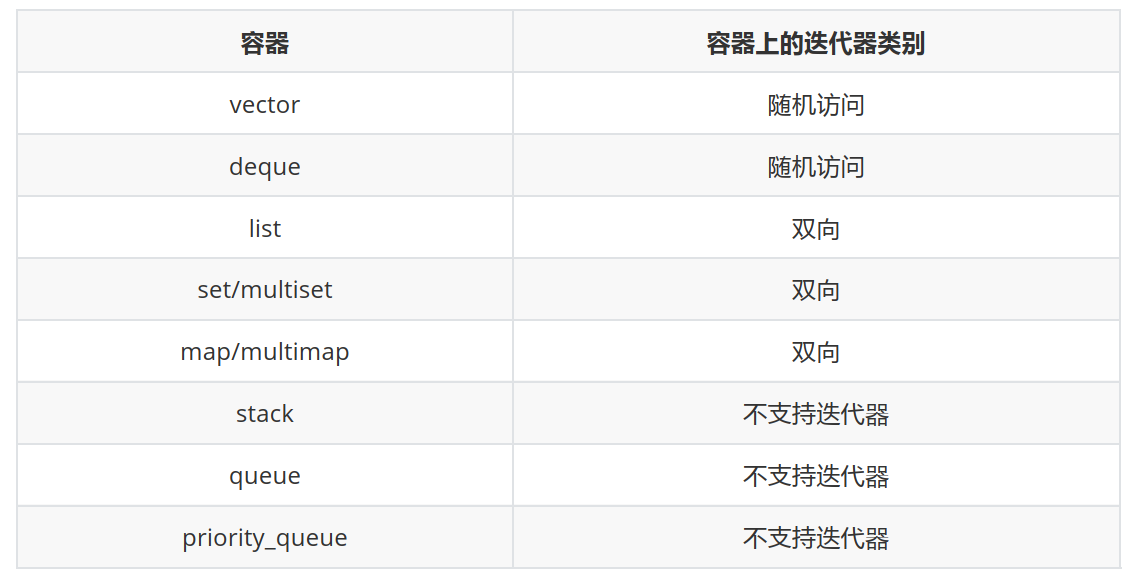 容器 容器上的迭代器类别
vector 随机访问
deque 随机访问
list 双向
set/multiset 双向
map/multimap 双向
stack 不支持迭代器
queue 不支持迭代器
priority_queue 不支持迭代器